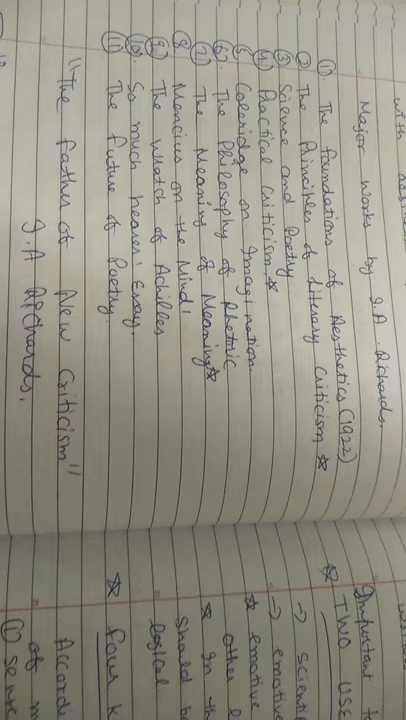 with
Major works by I.A. Richards.
① The foundations of Aesthetics (1922)
② The Principles of Literary Criticism ☆
③ Science and Poetry
④ Practical Criticism ☆
⑤ Coleridge on Imagination
⑥ The Philosophy of Rhetoric
⑦ The Meaning of Meaning ☆
⑧ Mencius on the Mind'
⑨ The Wrath of Achilles
⑩ So much nearer' Essay.
⑪ The future of Poetry.
"The father of New Criticism"
I.A Richards.
Important
☆ TWO USE
→ scienti
→ emotive
☆ emotive
other
☆ In th
should be
logical
☆ four k
Accordi
of m
① sense